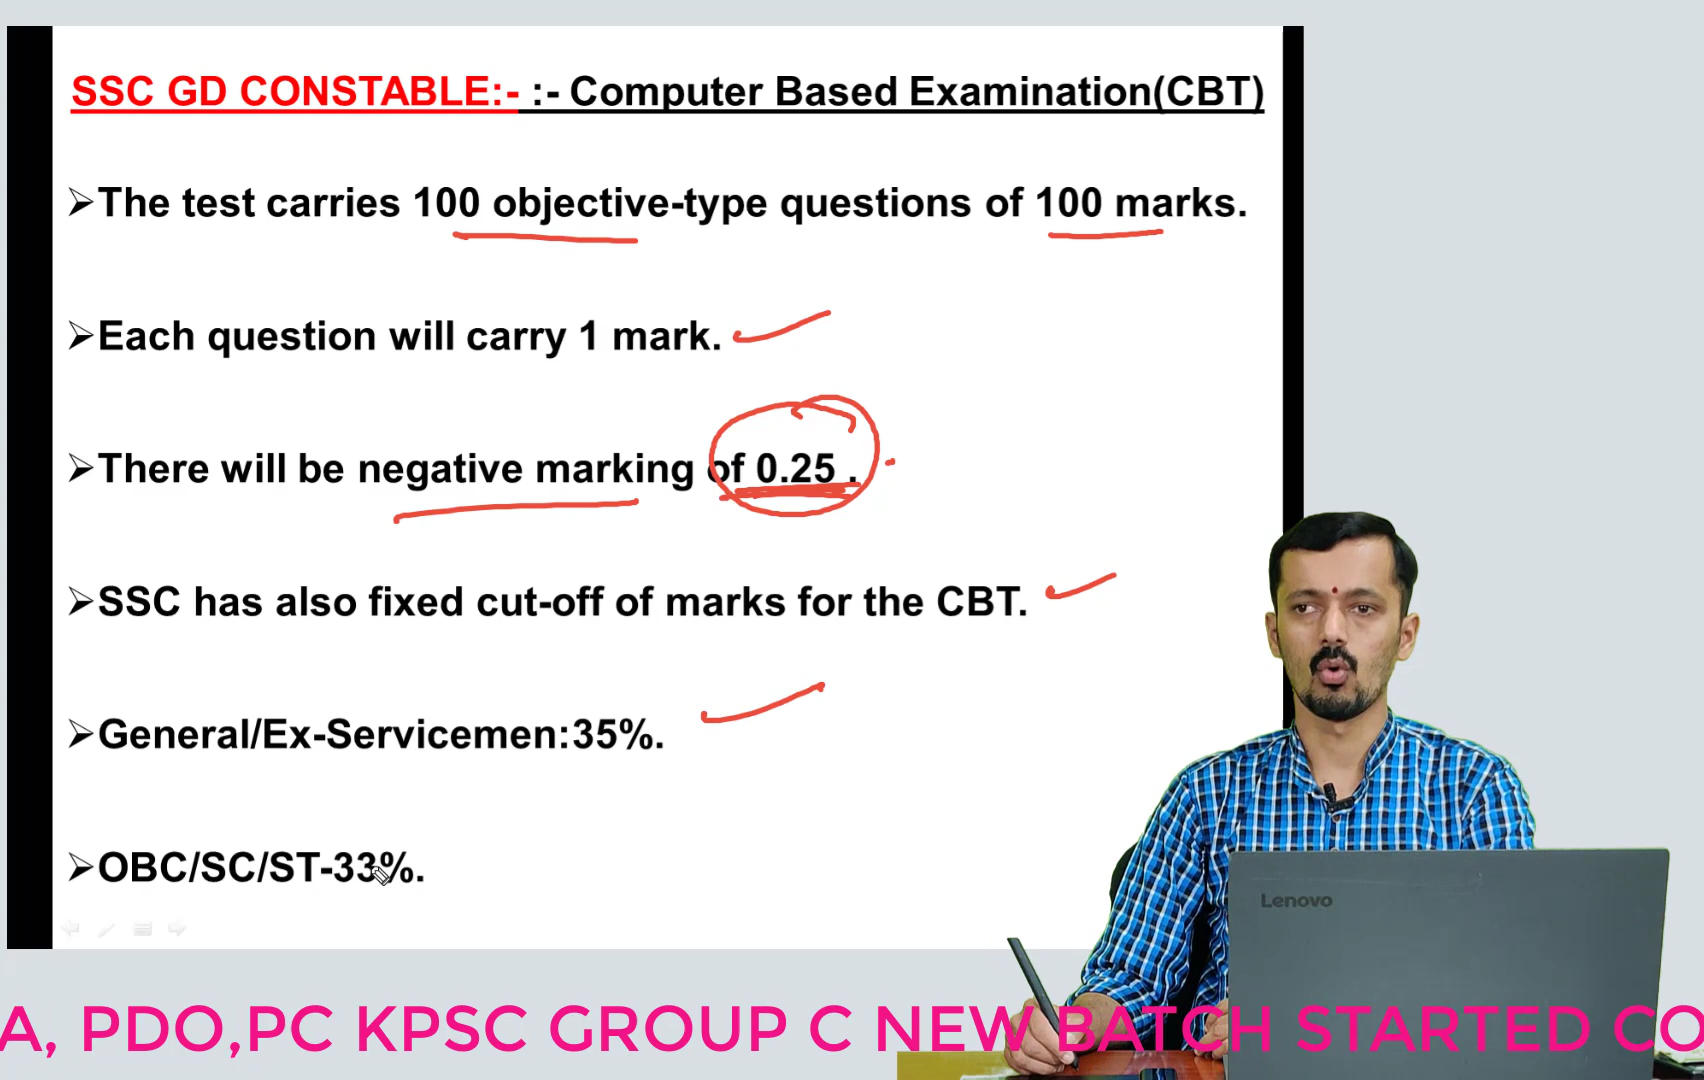 SSC GD CONSTABLE:- :- Computer Based Examination(CBT)
➢The test carries 100 objective-type questions of 100 marks.
➢Each question will carry 1 mark.
➢There will be negative marking of 0.25 .
➢SSC has also fixed cut-off of marks for the CBT.
➢General/Ex-Servicemen:35%.
➢OBC/SC/ST-33%.
Lenovo
A, PDO,PC KPSC GROUP C NEW BATCH STARTED CO